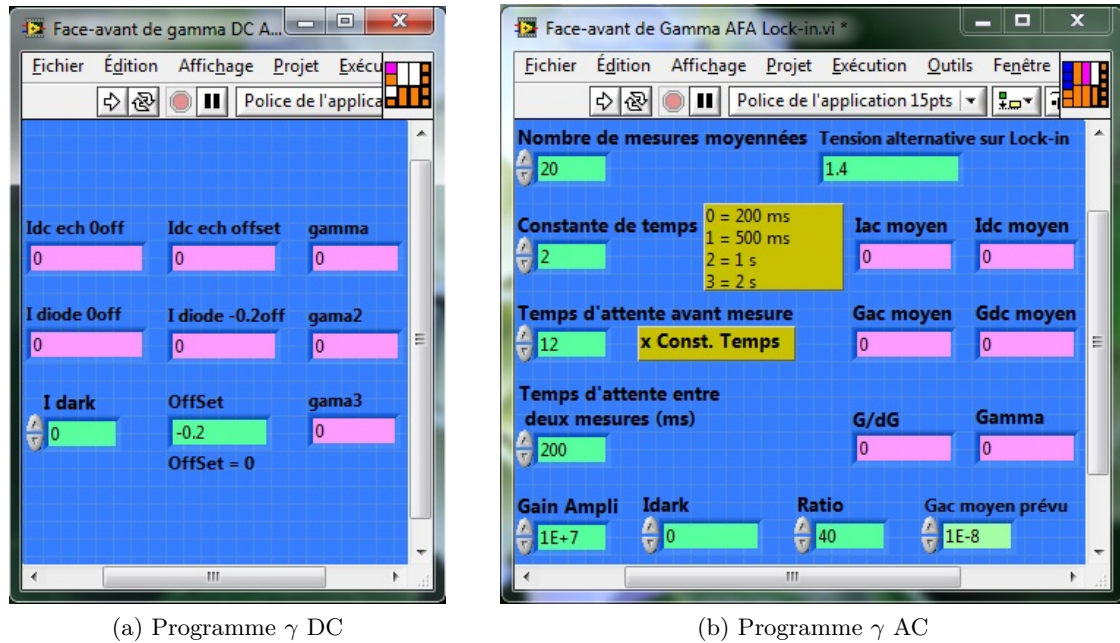 Face-avant de gamma DC A...
Fichier Édition Affichage Projet Exécu
Police de l'applica
Idc ech 0off Idc ech offset gamma
0 0 0
I diode 0off I diode -0.2off gama2
0 0 0
I dark OffSet gama3
0 -0.2 0
OffSet = 0
(a) Programme γ DC
Face-avant de Gamma AFA Lock-in.vi *
Fichier Édition Affichage Projet Exécution Outils Fenêtre
Police de l'application 15pts
Nombre de mesures moyennées Tension alternative sur Lock-in
20 1.4
Constante de temps
2
0 = 200 ms
1 = 500 ms
2 = 1 s
3 = 2 s
Iac moyen Idc moyen
0 0
Temps d'attente avant mesure Gac moyen Gdc moyen
12 x Const. Temps 0 0
Temps d'attente entre
deux mesures (ms) G/dG Gamma
200 0 0
Gain Ampli Idark Ratio Gac moyen prévu
1E+7 0 40 1E-8
(b) Programme γ AC